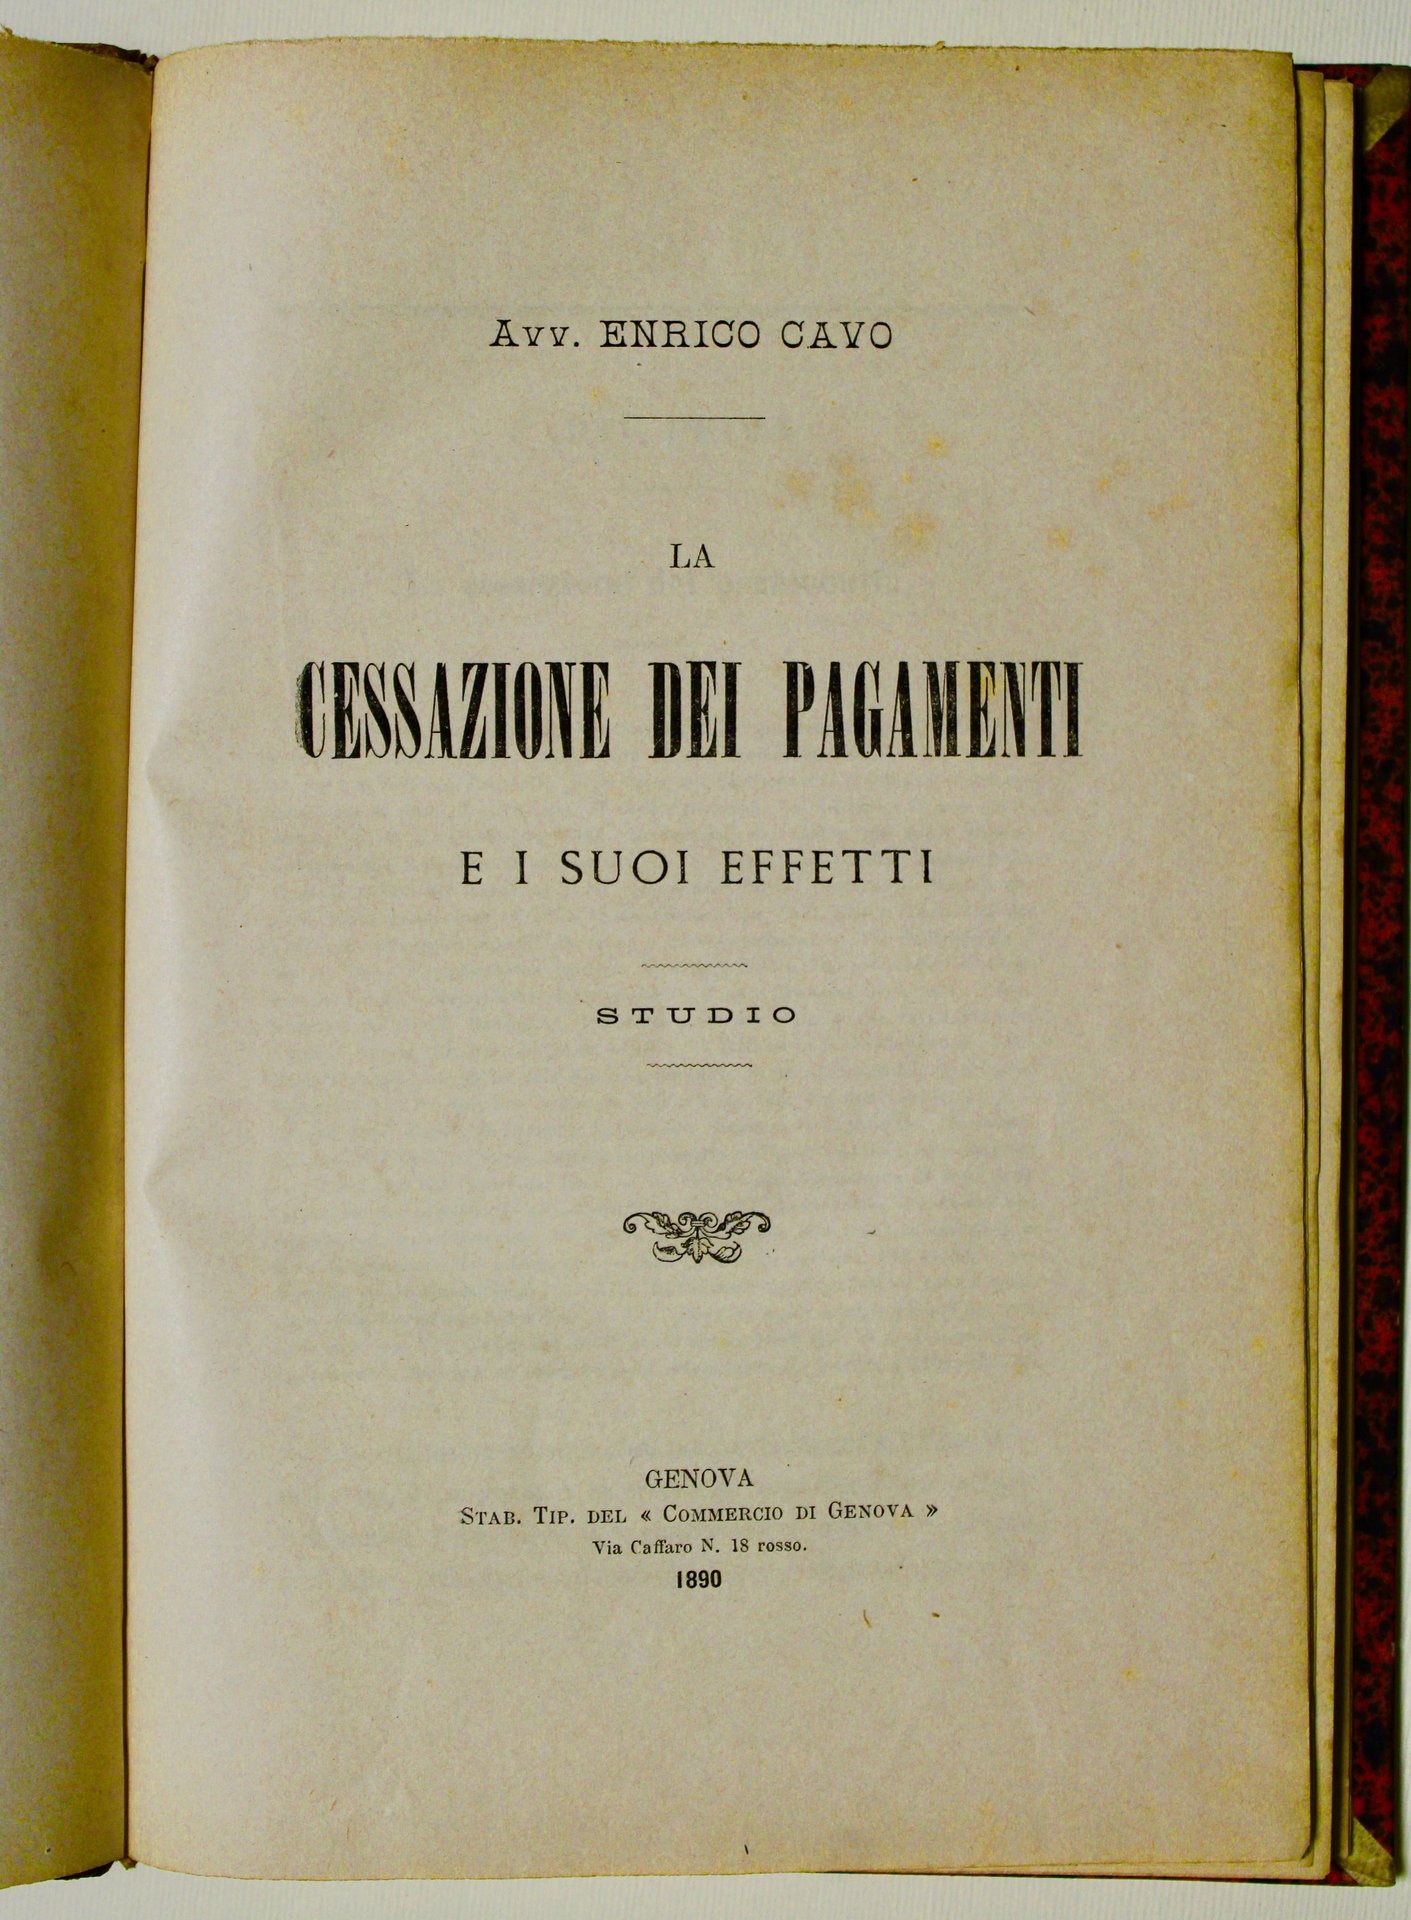 Avv. ENRICO CAVO
LA
CESSAZIONE DEI PAGAMENTI
E I SUOI EFFETTI
STUDIO
GENOVA
Stab. Tip. del « Commercio di Genova »
Via Caffaro N. 18 rosso.
1890